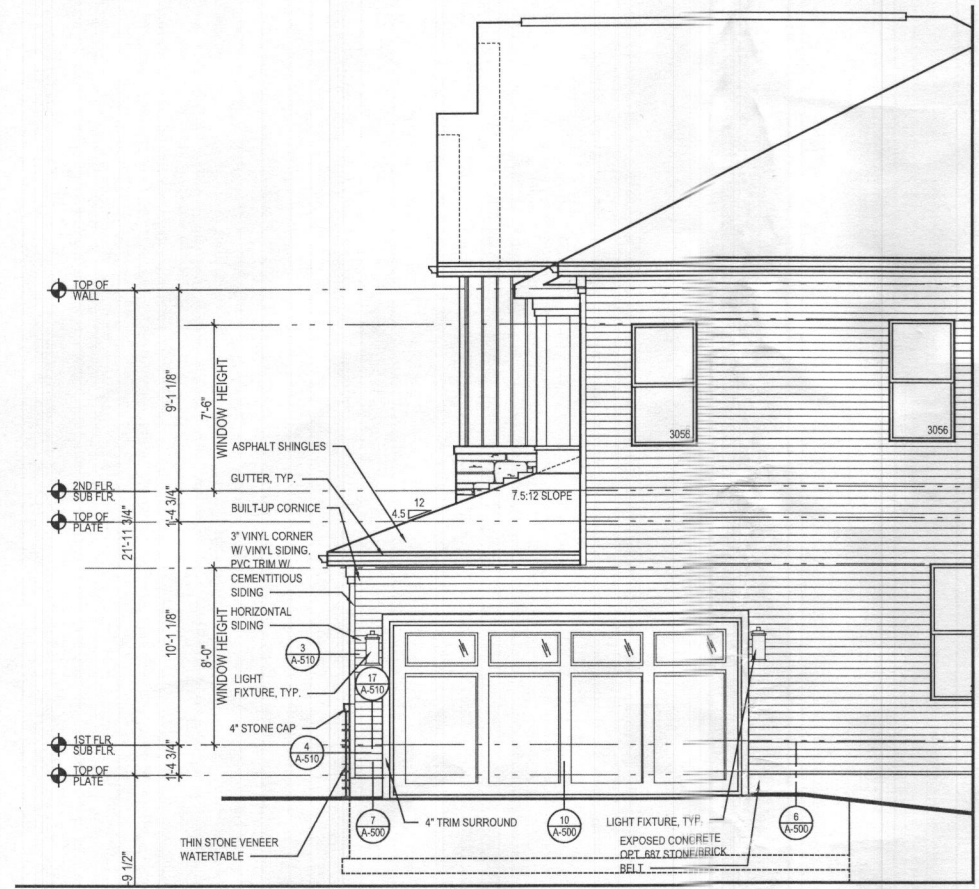 TOP OF
WALL
9'-1 1/8"
7'-6"
WINDOW HEIGHT
3056
3056
ASPHALT SHINGLES
GUTTER, TYP.
2ND FLR.
SUB FLR.
12
4.5
7.5:12 SLOPE
BUILT-UP CORNICE
1'-4 3/4"
TOP OF
PLATE
21'-11 3/4"
3" VINYL CORNER
W/ VINYL SIDING,
PVC TRIM W/
CEMENTITIOUS
SIDING
HORIZONTAL
SIDING
10'-1 1/8"
8'-0"
WINDOW HEIGHT
3
A-510
LIGHT
FIXTURE, TYP.
17
A-510
4" STONE CAP
1ST FLR.
SUB FLR.
4
A-510
1'-4 3/4"
TOP OF
PLATE
7
A-500
4" TRIM SURROUND
10
A-500
LIGHT FIXTURE, TYP.
6
A-500
THIN STONE VENEER
WATERTABLE
EXPOSED CONCRETE
OPT. 687 STONE/BRICK
BELT
-9 1/2"